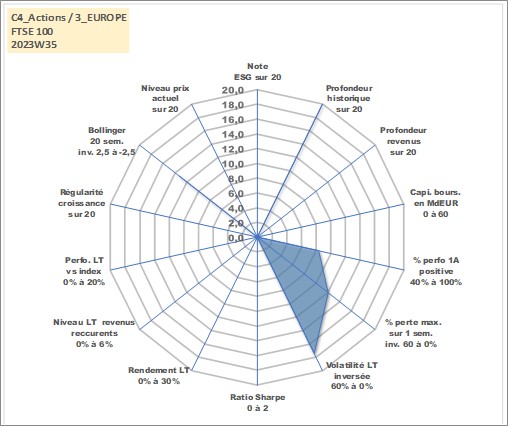 C4_Actions / 3_EUROPE
FTSE 100
2023W35
Note
ESG sur 20
Profondeur
historique
sur 20
Profondeur
revenus
sur 20
Capi. bours.
en MdEUR
0 à 60
% perfo 1A
positive
40% à 100%
% perte max.
sur 1 sem.
inv. 60 à 0%
Volatilité LT
inversée
60% à 0%
Ratio Sharpe
0 à 2
Rendement LT
0% à 30%
Niveau LT revenus
reccurents
0% à 6%
Perfo. LT
vs index
0% à 20%
Régularité
croissance
sur 20
Bollinger
20 sem.
inv. 2,5 à -2,5
Niveau prix
actuel
sur 20
20,0
18,0
16,0
14,0
12,0
10,0
8,0
6,0
4,0
2,0
0,0